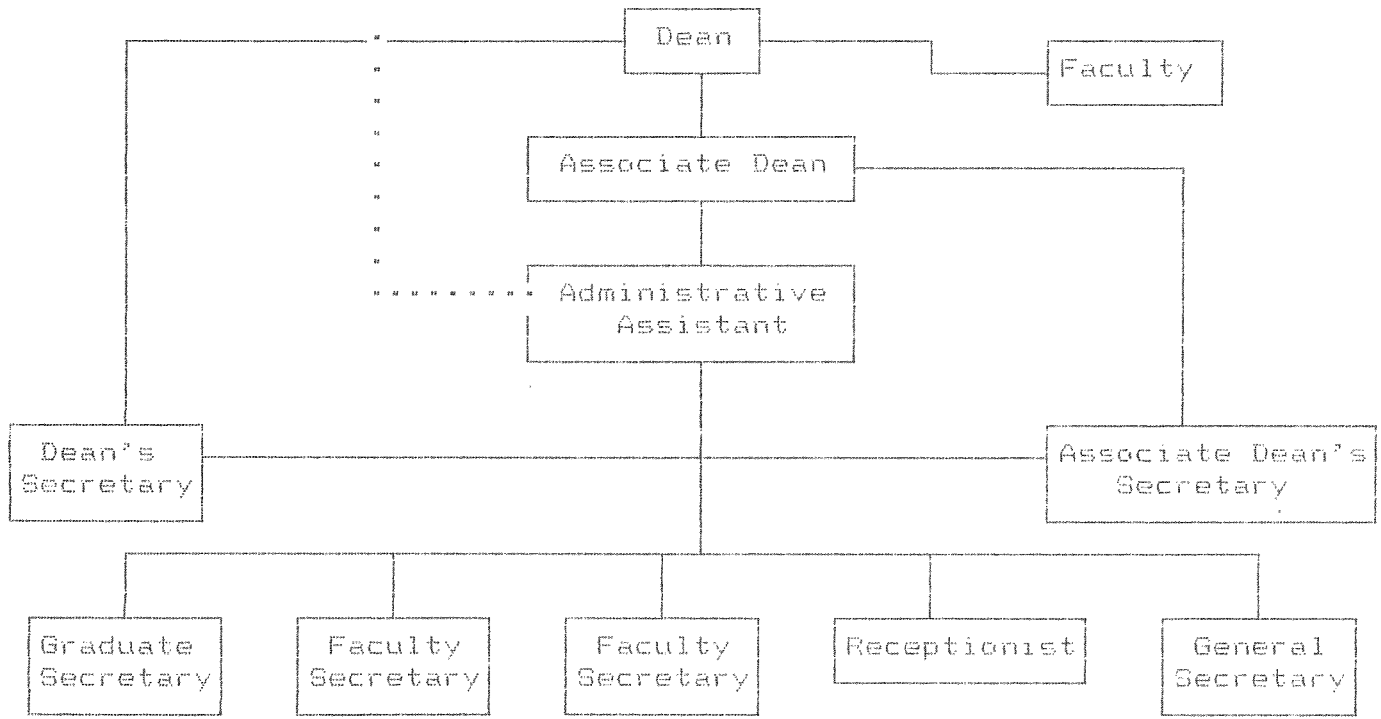 Dean
Faculty
Associate Dean
Administrative
Assistant
Dean's
Secretary
Associate Dean's
Secretary
Graduate
Secretary
Faculty
Secretary
Faculty
Secretary
Receptionist
General
Secretary